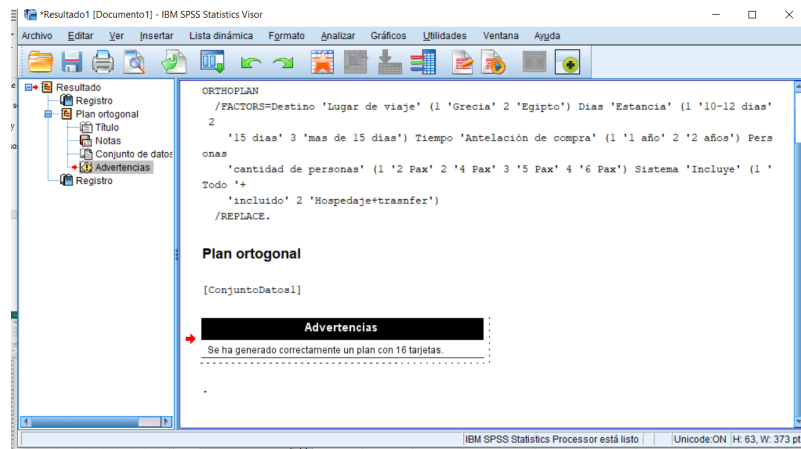 *Resultado1 [Documento1] - IBM SPSS Statistics Visor
Archivo Editar Ver Insertar Lista dinámica Formato Analizar Gráficos Utilidades Ventana Ayuda
Resultado
Registro
Plan ortogonal
Título
Notas
Conjunto de datos
Advertencias
Registro
ORTHOPLAN
/FACTORS=Destino 'Lugar de viaje' (1 'Grecia' 2 'Egipto') Dias 'Estancia' (1 '10-12 dias'
2
'15 dias' 3 'mas de 15 dias') Tiempo 'Antelación de compra' (1 '1 año' 2 '2 años') Pers
onas
'cantidad de personas' (1 '2 Pax' 2 '4 Pax' 3 '5 Pax' 4 '6 Pax') Sistema 'Incluye' (1 '
Todo '+
'incluido' 2 'Hospedaje+trasnfer')
/REPLACE.
Plan ortogonal
[ConjuntoDatos1]
Advertencias
Se ha generado correctamente un plan con 16 tarjetas.
.
IBM SPSS Statistics Processor está listo Unicode:ON H: 63, W: 373 pt